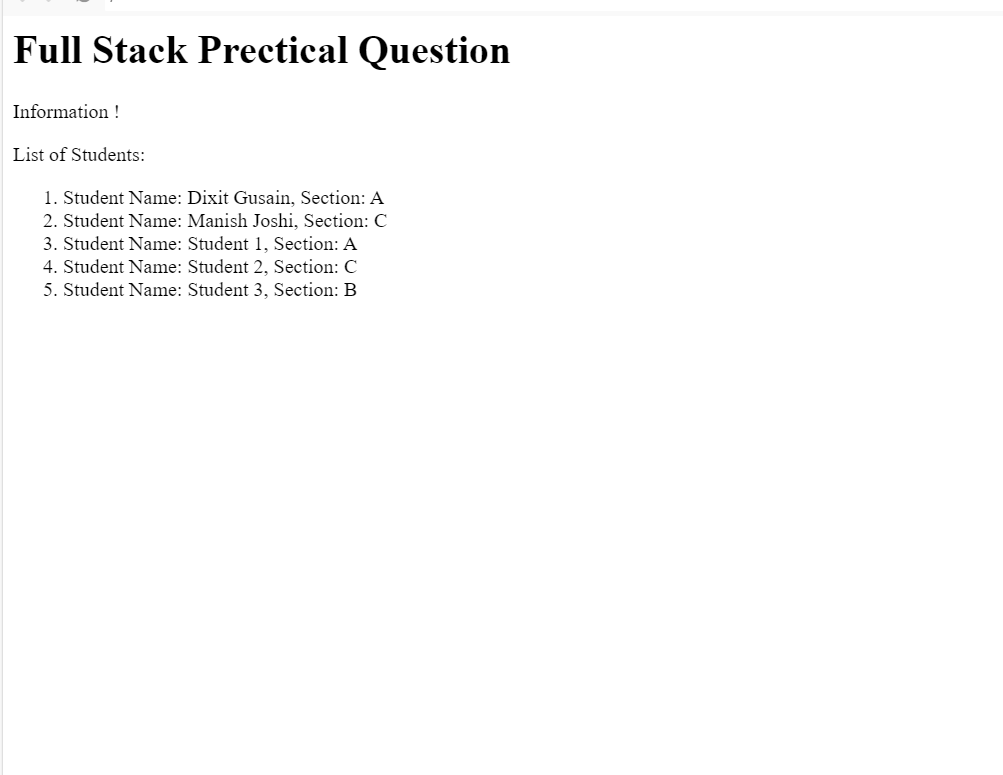 Full Stack Prectical Question
Information !
List of Students:
1. Student Name: Dixit Gusain, Section: A
2. Student Name: Manish Joshi, Section: C
3. Student Name: Student 1, Section: A
4. Student Name: Student 2, Section: C
5. Student Name: Student 3, Section: B